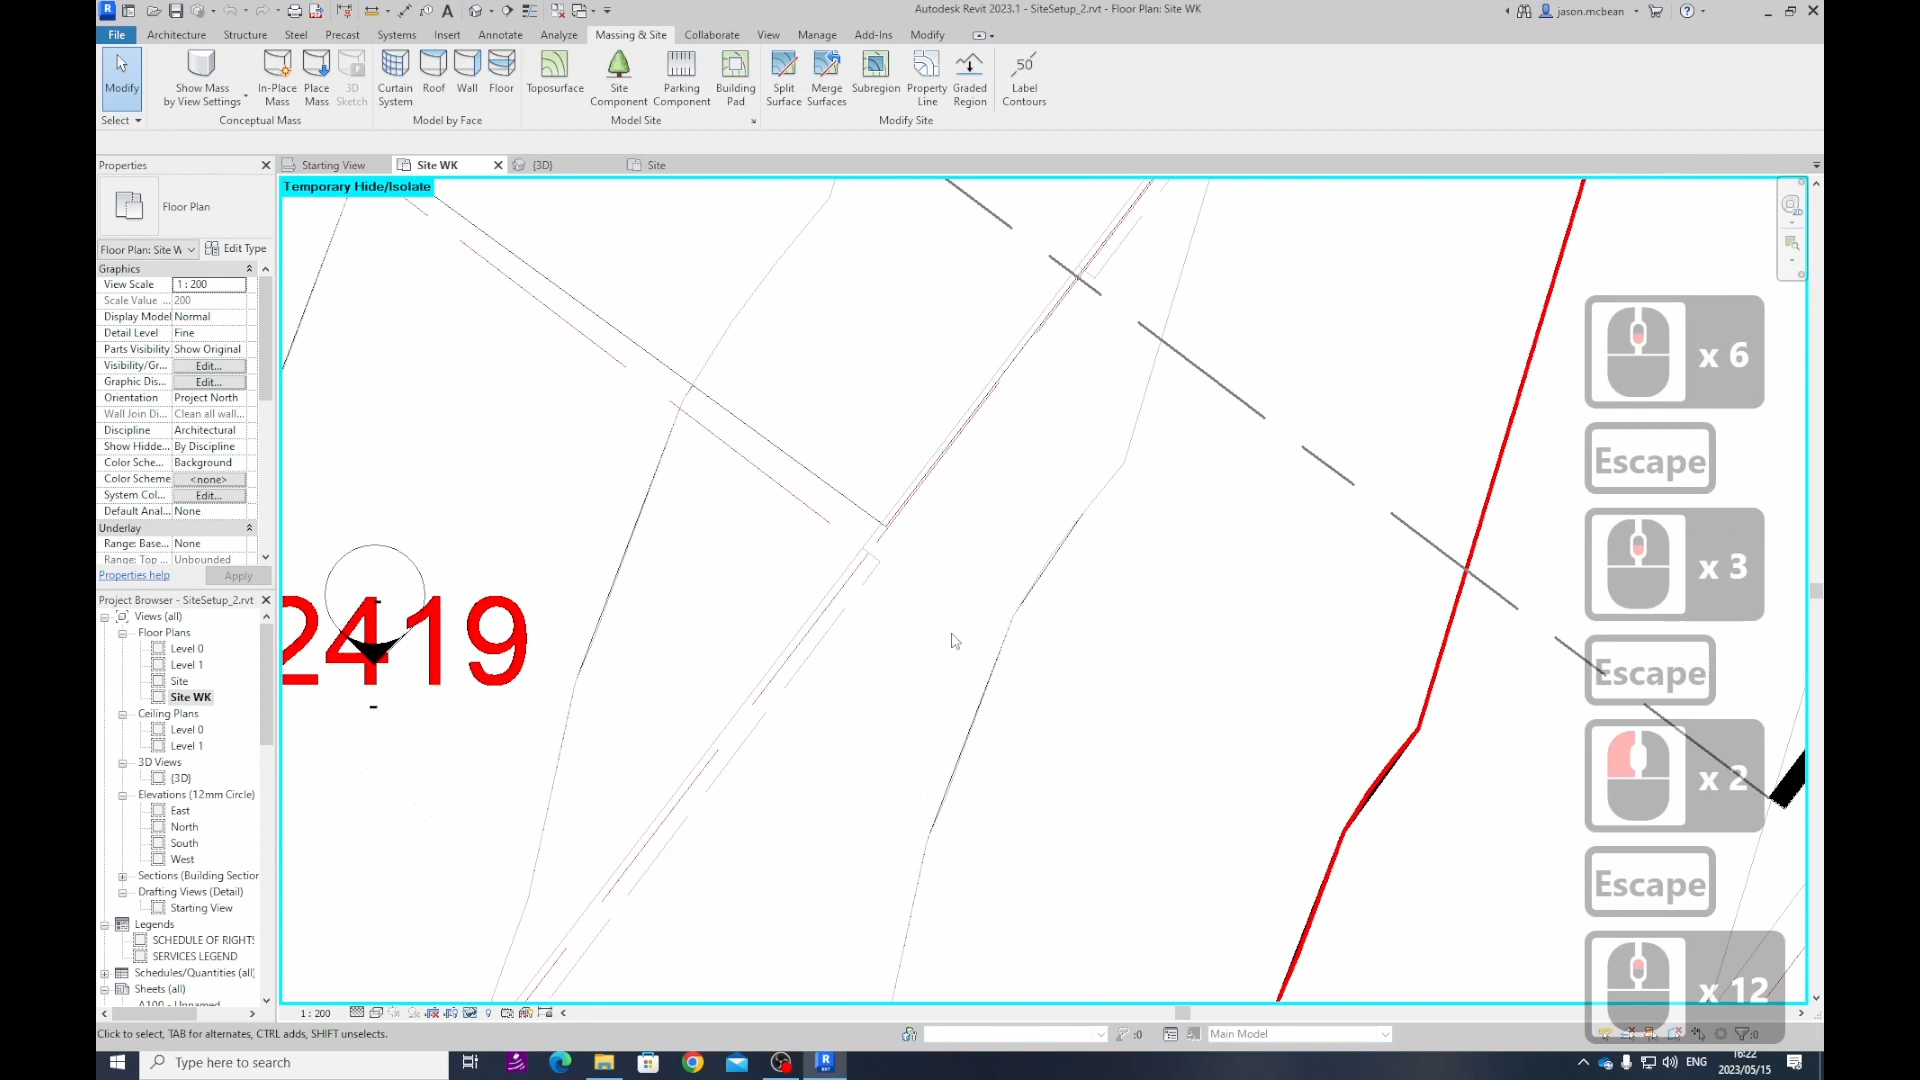 Autodesk Revit 2023.1 - SiteSetup_2.rvt - Floor Plan: Site WK
jason.mcbean
File Architecture Structure Steel Precast Systems Insert Annotate Analyze Massing & Site Collaborate View Manage Add-Ins Modify
Modify
Show Mass
by View Settings
In-Place
Mass
Place
Mass
3D
Sketch
Curtain
System
Roof
Wall
Floor
Toposurface
Site
Component
Parking
Component
Building
Pad
Split
Surface
Merge
Surfaces
Subregion
Property
Line
Graded
Region
50
Label
Contours
Select Conceptual Mass Model by Face Model Site Modify Site
Properties
Starting View Site WK {3D} Site
Temporary Hide/Isolate
Floor Plan
Floor Plan: Site W Edit Type
Graphics
View Scale 1 : 200
Scale Value ... 200
Display Model Normal
Detail Level Fine
Parts Visibility Show Original
Visibility/Gr... Edit...
Graphic Dis... Edit...
Orientation Project North
Wall Join Di... Clean all wall...
Discipline Architectural
Show Hidde... By Discipline
Color Sche... Background
Color Scheme <none>
System Col... Edit...
Default Anal... None
Underlay
Range: Base... None
Range: Top ... Unbounded
Properties help Apply
Project Browser - SiteSetup_2.rvt
Views (all)
Floor Plans
Level 0
Level 1
Site
Site WK
Ceiling Plans
Level 0
Level 1
3D Views
{3D}
Elevations (12mm Circle)
East
North
South
West
Sections (Building Section
Drafting Views (Detail)
Starting View
Legends
SCHEDULE OF RIGHTS
SERVICES LEGEND
Schedules/Quantities (all)
Sheets (all)
A100 - Unnamed
2419
2D
x 6
Escape
x 3
Escape
x 2
Escape
x 12
1 : 200
Click to select, TAB for alternates, CTRL adds, SHIFT unselects.
:0
Main Model
:0
Type here to search
ENG
16:22
2023/05/15